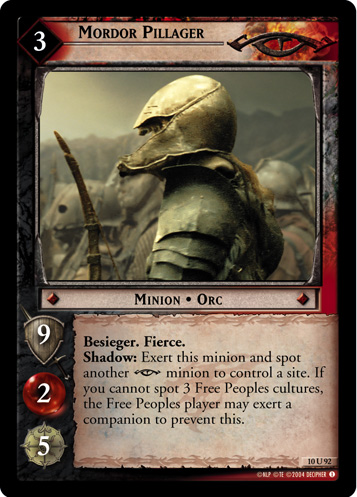 3
MORDOR PILLAGER
MINION • ORC
9
2
5
Besieger. Fierce.
Shadow: Exert this minion and spot
another minion to control a site. If
you cannot spot 3 Free Peoples cultures,
the Free Peoples player may exert a
companion to prevent this.
10 U 92
©NLP ©TE ©2004 DECIPHER